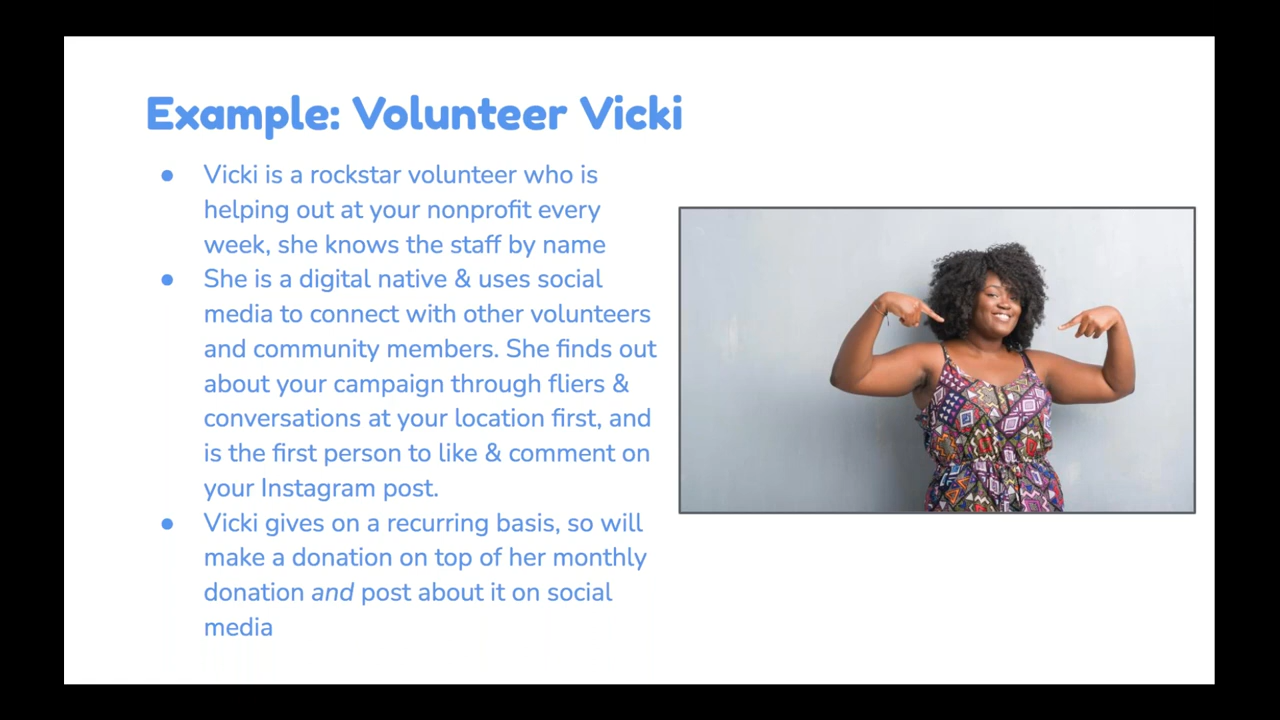 Example: Volunteer Vicki
● Vicki is a rockstar volunteer who is
helping out at your nonprofit every
week, she knows the staff by name
● She is a digital native & uses social
media to connect with other volunteers
and community members. She finds out
about your campaign through fliers &
conversations at your location first, and
is the first person to like & comment on
your Instagram post.
● Vicki gives on a recurring basis, so will
make a donation on top of her monthly
donation and post about it on social
media